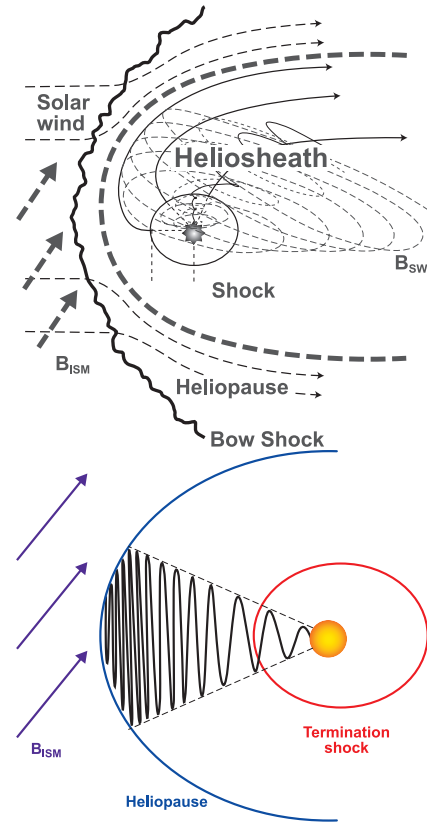 Solar
wind
Heliosheath
B_SW
Shock
B_ISM
Heliopause
Bow Shock
B_ISM
Termination
shock
Heliopause